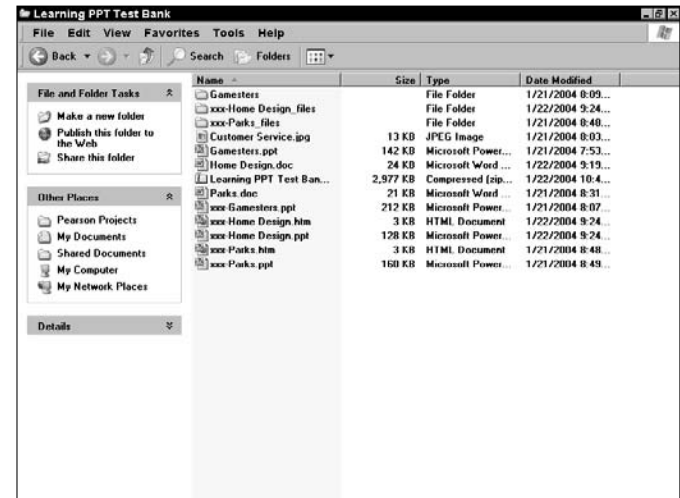 Learning PPT Test Bank
File Edit View Favorites Tools Help
Back Search Folders
Name Size Type Date Modified
File and Folder Tasks
Make a new folder
Publish this folder to
the Web
Share this folder
Other Places
Pearson Projects
My Documents
Shared Documents
My Computer
My Network Places
Details
Gamesters File Folder 1/21/2004 8:09...
xxx-Home Design_files File Folder 1/22/2004 9:24...
xxx-Parks_files File Folder 1/21/2004 8:48...
Customer Service.jpg 13 KB JPEG Image 1/21/2004 8:03...
Gamesters.ppt 142 KB Microsoft Power... 1/21/2004 7:53...
Home Design.doc 24 KB Microsoft Word ... 1/22/2004 9:19...
Learning PPT Test Ban... 2,977 KB Compressed (zip... 1/22/2004 10:4...
Parks.doc 21 KB Microsoft Word ... 1/21/2004 8:31...
xxx-Gamesters.ppt 212 KB Microsoft Power... 1/21/2004 8:07...
xxx-Home Design.htm 3 KB HTML Document 1/22/2004 9:24...
xxx-Home Design.ppt 128 KB Microsoft Power... 1/22/2004 9:24...
xxx-Parks.htm 3 KB HTML Document 1/21/2004 8:48...
xxx-Parks.ppt 160 KB Microsoft Power... 1/21/2004 8:49...